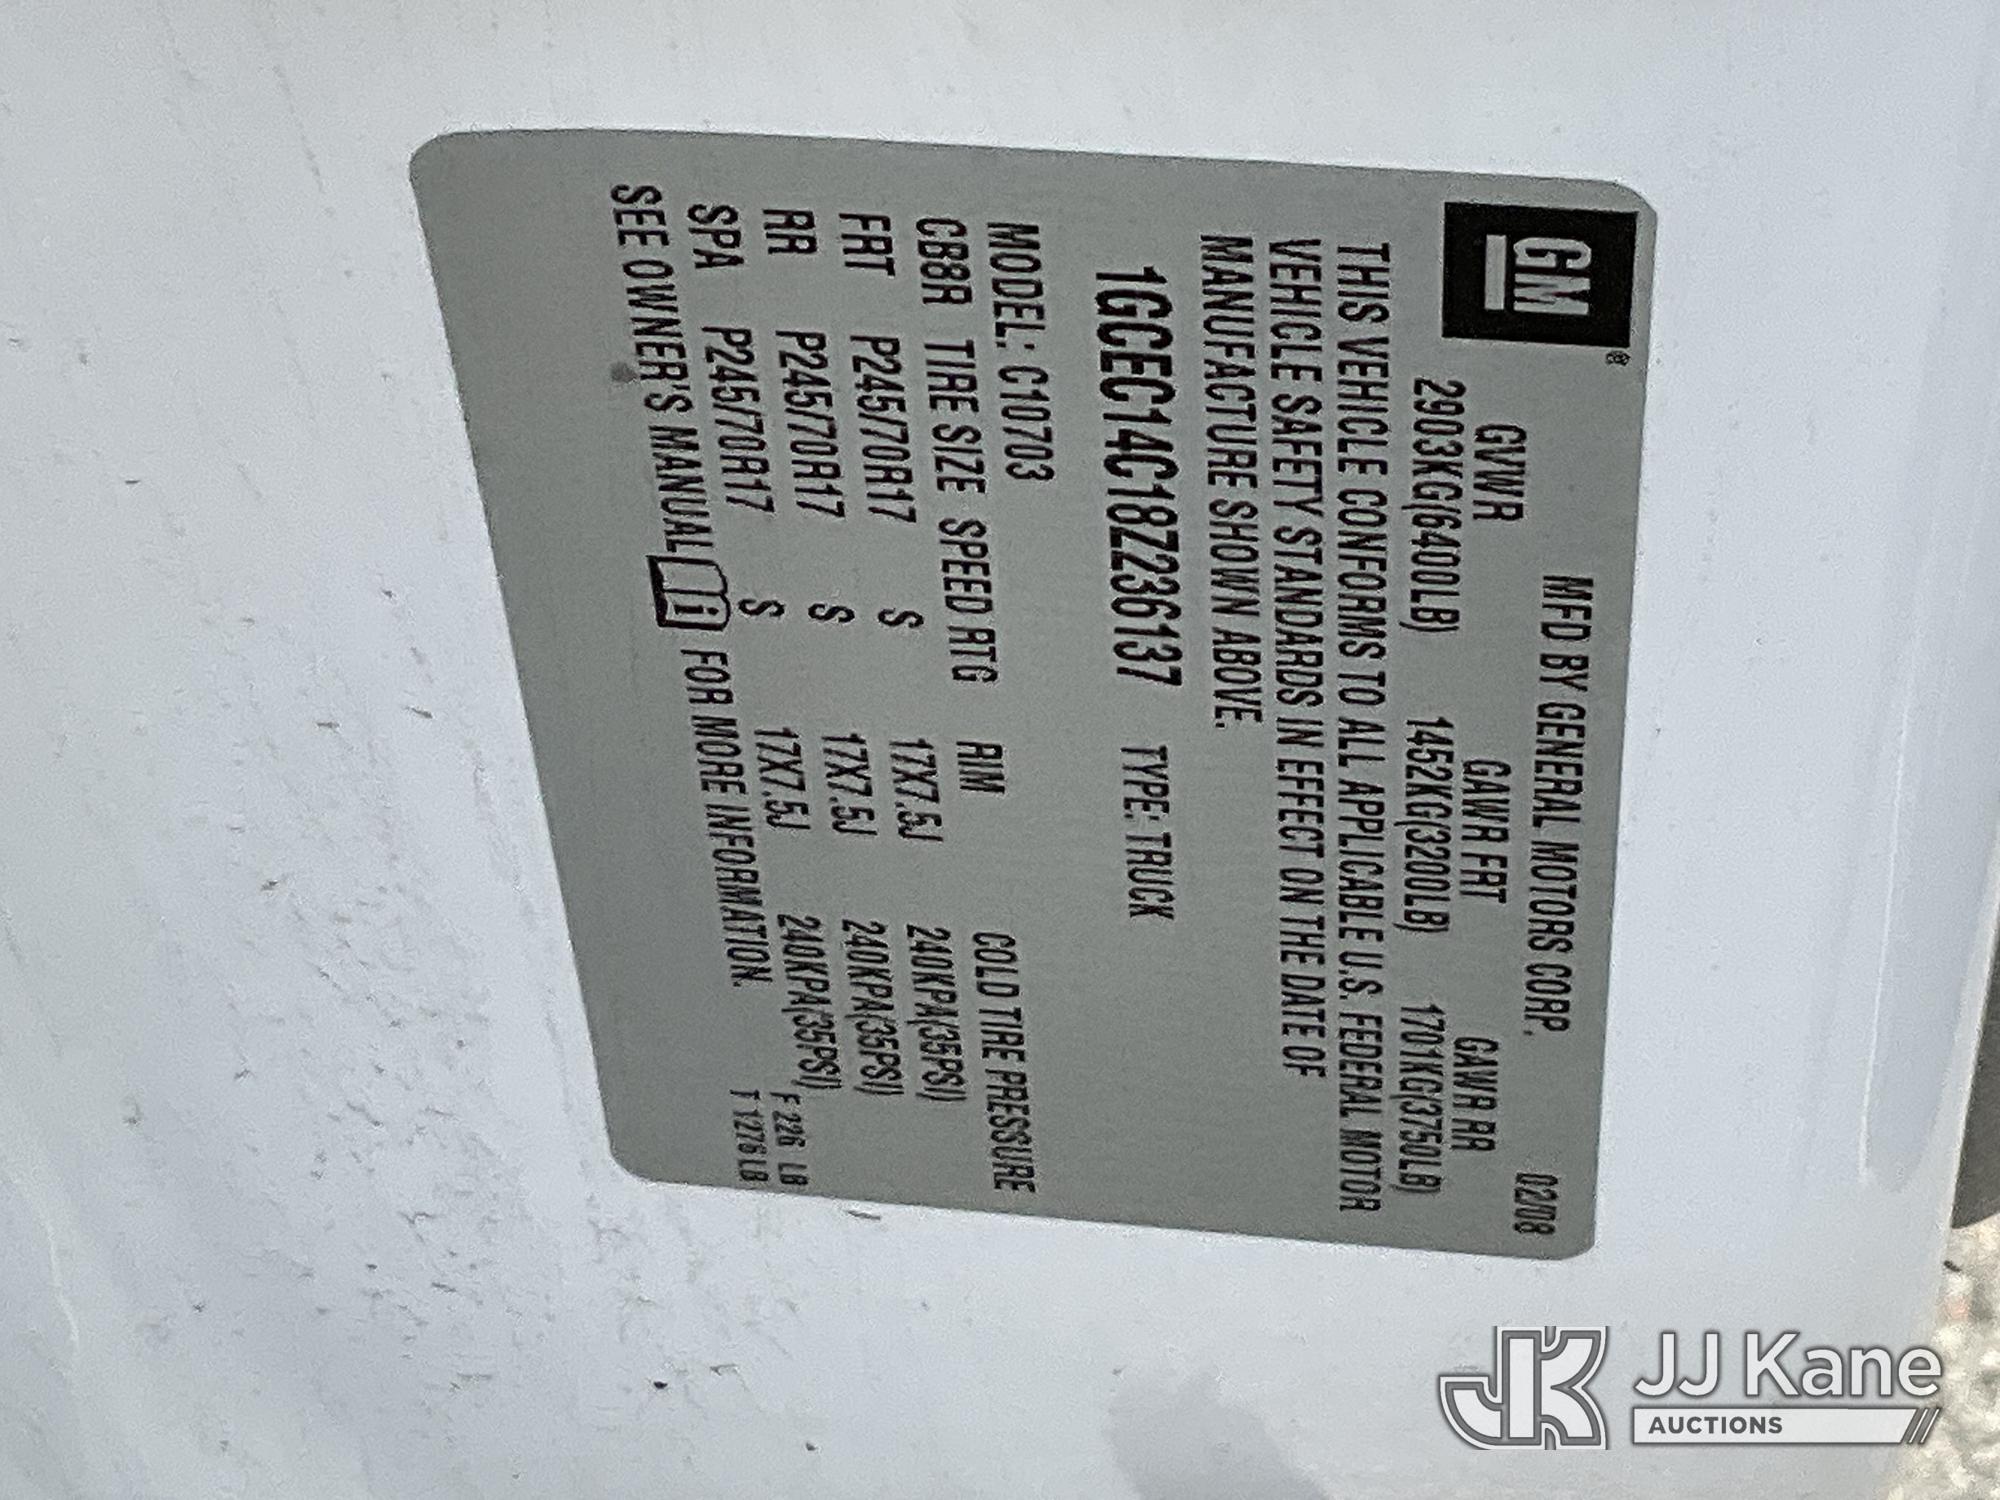 GM®
MFD BY GENERAL MOTORS CORP. 02/08
GVWR GAWR FRT GAWR RR
2903KG(6400LB) 1452KG(3200LB) 1701KG(3750LB)
THIS VEHICLE CONFORMS TO ALL APPLICABLE U.S. FEDERAL MOTOR
VEHICLE SAFETY STANDARDS IN EFFECT ON THE DATE OF
MANUFACTURE SHOWN ABOVE.
1GCEC14C18Z236137 TYPE: TRUCK
MODEL: C10703
CB8R TIRE SIZE SPEED RTG RIM COLD TIRE PRESSURE
FRT P245/70R17 S 17X7.5J 240KPA(35PSI)
RR P245/70R17 S 17X7.5J 240KPA(35PSI)
SPA P245/70R17 S 17X7.5J 240KPA(35PSI)
F 226 LB
SEE OWNER'S MANUAL i FOR MORE INFORMATION. T 1276 LB
JK JJ Kane
AUCTIONS